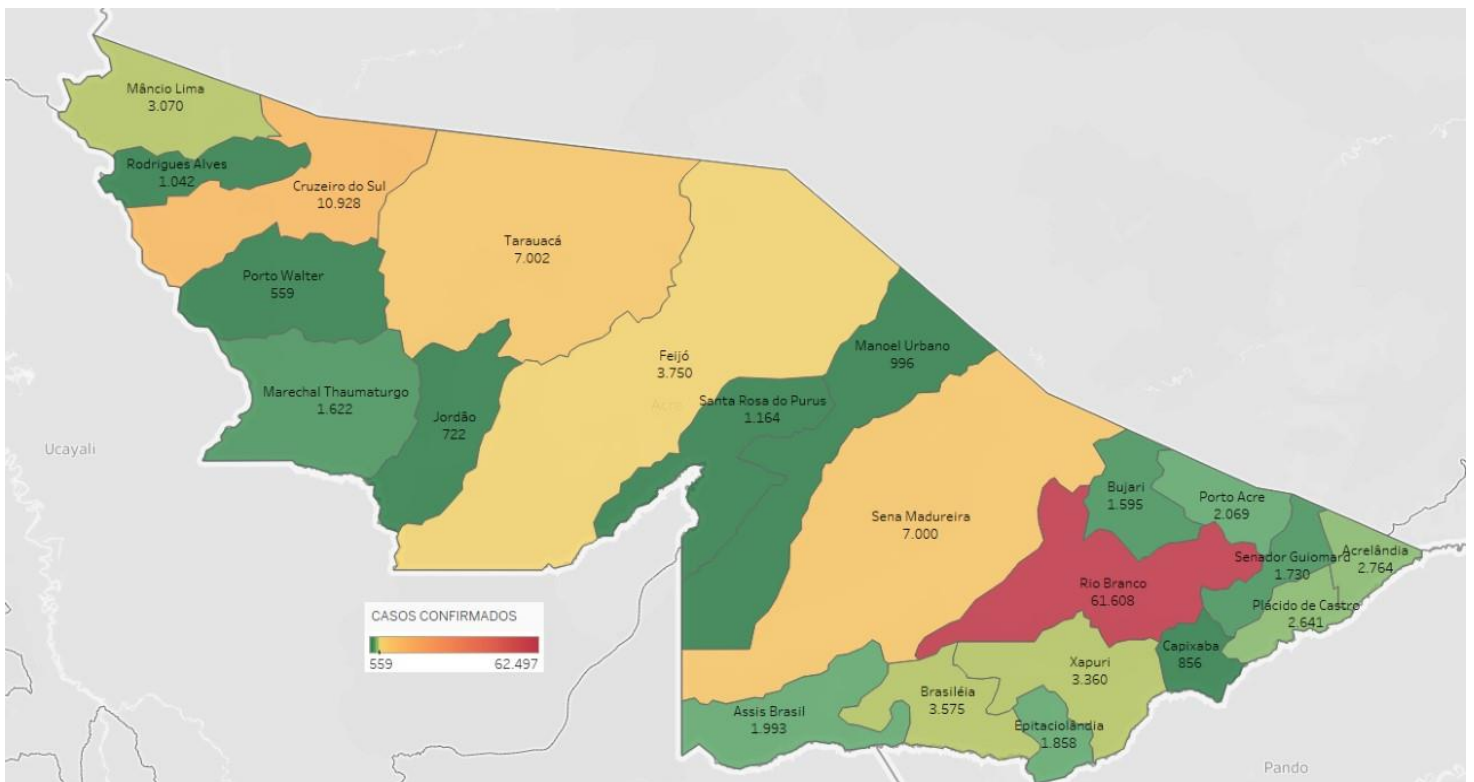 Mâncio Lima
3.070
Rodrigues Alves
1.042
Cruzeiro do Sul
10.928
Tarauacá
7.002
Porto Walter
559
Feijó
3.750
Acre
Manoel Urbano
996
Marechal Thaumaturgo
1.622
Jordão
722
Santa Rosa do Purus
1.164
Ucayali
Sena Madureira
7.000
Bujari
1.595
Porto Acre
2.069
Senador Guiomard
1.730
Acrelândia
2.764
Rio Branco
61.608
Plácido de Castro
2.641
CASOS CONFIRMADOS
559 62.497
Capixaba
856
Xapuri
3.360
Brasiléia
3.575
Assis Brasil
1.993
Epitaciolândia
1.858
Pando